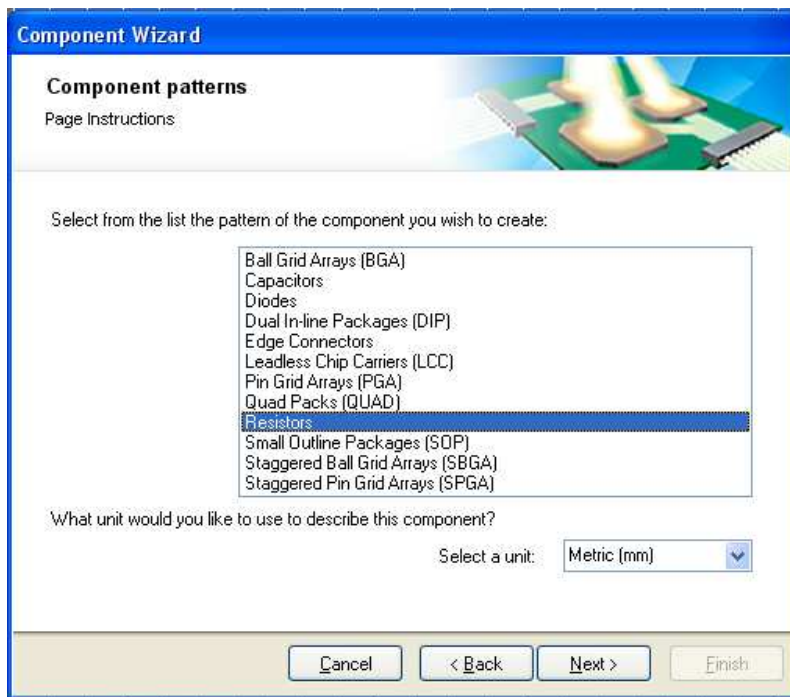 Component Wizard
Component patterns
Page Instructions
Select from the list the pattern of the component you wish to create:
Ball Grid Arrays (BGA)
Capacitors
Diodes
Dual In-line Packages (DIP)
Edge Connectors
Leadless Chip Carriers (LCC)
Pin Grid Arrays (PGA)
Quad Packs (QUAD)
Resistors
Small Outline Packages (SOP)
Staggered Ball Grid Arrays (SBGA)
Staggered Pin Grid Arrays (SPGA)
What unit would you like to use to describe this component?
Select a unit: Metric (mm)
Cancel < Back Next > Finish